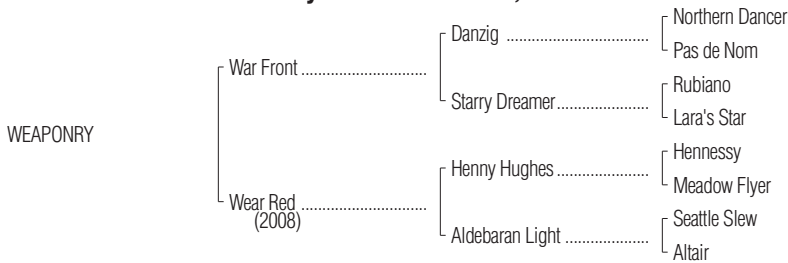 Northern Dancer
Danzig ................................
Pas de Nom
War Front ............................
Rubiano
Starry Dreamer.....................
Lara's Star
WEAPONRY
Hennessy
Henny Hughes .....................
Meadow Flyer
Wear Red ............................
(2008)
Seattle Slew
Aldebaran Light ...................
Altair